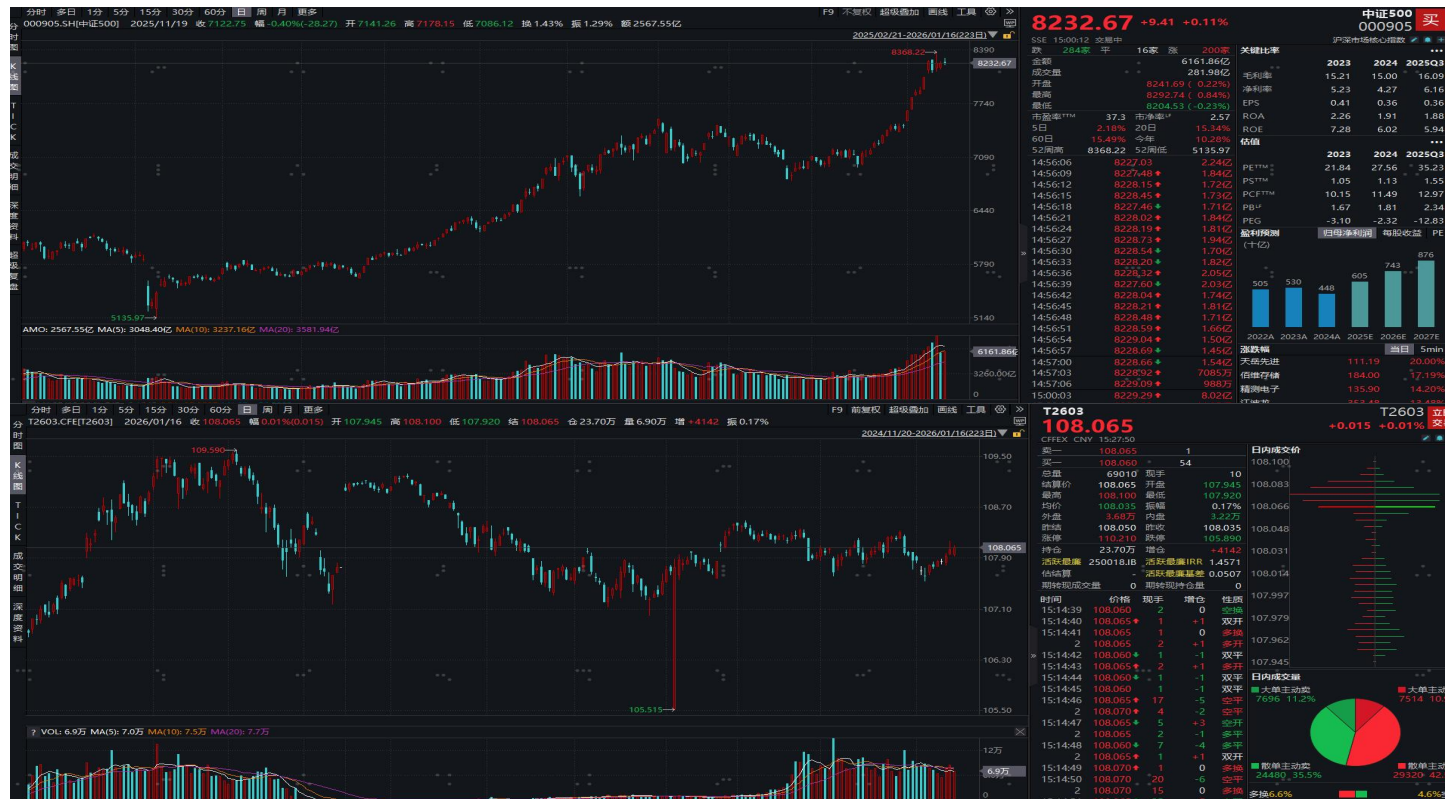 分时 多日 1分 5分 15分 30分 60分 日 周 月 更多 F9 不复权 超级叠加 画线 工具
000905.SH[中证500] 2025/11/19 收 7122.75 幅 -0.40%(-28.27) 开 7141.26 高 7178.15 低 7086.12 换 1.43% 振 1.29% 额 2567.55亿
2025/02/21-2026/01/16(223日)
分时图
K线图
TICK
成交明细
深度资料
超级复盘
8368.22
8390
8232.67
7740
7090
6440
5790
5140
5135.97
AMO: 2567.55亿 MA(5): 3048.40亿 MA(10): 3237.16亿 MA(20): 3581.94亿
6161.86亿
3260.00亿
0
8232.67 +9.41 +0.11%
中证500
000905 买
SSE 15:00:12 交易中 沪深市场核心指数
跌 284家 平 16家 涨 200家
金额 6161.86亿
成交量 281.98亿
开盘 8241.69 ( 0.22%)
最高 8292.74 ( 0.84%)
最低 8204.53 ( -0.23%)
市盈率TTM 37.3 市净率LF 2.57
5日 2.18% 20日 15.34%
60日 15.49% 今年 10.28%
52周高 8368.22 52周低 5135.97
14:56:06 8227.03 2.24亿
14:56:09 8227.48 1.84亿
14:56:12 8228.15 1.72亿
14:56:15 8228.45 1.73亿
14:56:18 8227.46 1.71亿
14:56:21 8228.02 1.84亿
14:56:24 8228.19 1.81亿
14:56:27 8228.73 1.94亿
14:56:30 8228.54 1.70亿
14:56:33 8228.20 1.82亿
14:56:36 8228.32 2.05亿
14:56:39 8227.60 2.03亿
14:56:42 8228.04 1.74亿
14:56:45 8228.21 1.81亿
14:56:48 8228.48 1.71亿
14:56:51 8228.59 1.66亿
14:56:54 8229.04 1.50亿
14:56:57 8228.69 1.45亿
14:57:00 8228.66 1.54亿
14:57:03 8228.92 7085万
14:57:06 8229.09 988万
15:00:03 8229.29 8.02亿
关键比率
2023 2024 2025Q3
毛利率 15.21 15.00 16.09
净利率 5.23 4.27 6.16
EPS 0.41 0.36 0.36
ROA 2.26 1.91 1.88
ROE 7.28 6.02 5.94
估值
2023 2024 2025Q3
PETTM 21.84 27.56 35.23
PSTTM 1.05 1.13 1.55
PCFTTM 10.15 11.49 12.97
PBLF 1.67 1.81 2.34
PEG -3.10 -2.32 -12.83
盈利预测 归母净利润 每股收益 PE
(十亿)
505 530 448 605 743 876
2022A 2023A 2024A 2025E 2026E 2027E
涨跌幅 当日 5min
天岳先进 111.19 20.00%
佰维存储 184.00 17.19%
精测电子 135.90 14.20%
分时 多日 1分 5分 15分 30分 60分 日 周 月 更多 F9 前复权 超级叠加 画线 工具
T2603.CFE[T2603] 2026/01/16 收 108.065 幅 0.01%(0.015) 开 107.945 高 108.100 低 107.920 结 108.065 仓 23.70万 量 6.90万 增 +4142 振 0.17%
2024/11/20-2026/01/16(223日)
分时图
K线图
TICK
成交明细
深度资料
109.590
109.50
108.70
108.065
107.90
107.10
106.30
105.50
105.515
? VOL: 6.9万 MA(5): 7.0万 MA(10): 7.5万 MA(20): 7.7万
12万
6.9万
0
T2603
108.065
T2603
+0.015 +0.01%
CFFEX CNY 15:27:50
卖一 108.065 1
买一 108.060 54
总量 69010 现手 10
结算价 108.065 开盘 107.945
最高 108.100 最低 107.920
均价 108.035 振幅 0.17%
外盘 3.68万 内盘 3.22万
昨结 108.050 昨收 108.035
涨停 110.210 跌停 105.890
持仓 23.70万 增仓 +4142
活跃最廉 250018.IB 活跃最廉IRR 1.4571
估结算 - 活跃最廉基差 0.0507
期转现成交量 0 期转现持仓量 0
时间 价格 现手 增仓 性质
15:14:39 108.060 2 0 空换
15:14:40 108.065 1 +1 双开
15:14:41 108.065 1 0 多换
2 108.065 2 +1 多开
15:14:42 108.060 1 -1 双平
15:14:43 108.065 2 +1 多开
15:14:44 108.060 1 -1 双平
15:14:45 108.060 1 -1 双平
15:14:46 108.065 17 -5 空平
2 108.070 4 -2 空平
15:14:47 108.065 5 +3 空开
2 108.065 2 -1 多平
15:14:48 108.060 7 -4 多平
2 108.065 1 +1 双开
15:14:49 108.070 1 0 多换
15:14:50 108.070 20 -6 空平
2 108.070 15 0 多换
日内成交价
108.100
108.083
108.066
108.048
108.031
108.014
107.997
107.979
107.962
107.945
日内成交量
大单主动卖 大单主动
7696 11.2% 7514 10.
散单主动卖 散单主动
24480 35.5% 29320 42.
多换6.6% 4.6%